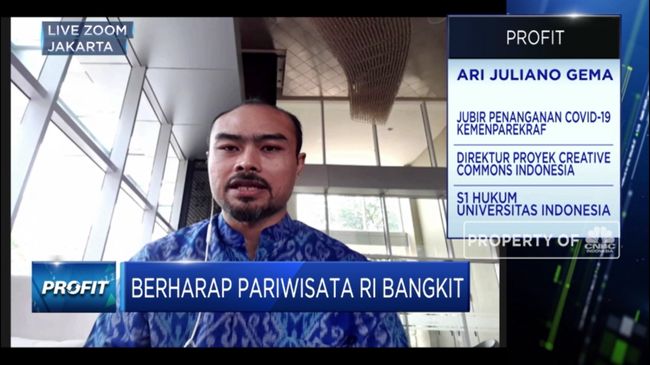 LIVE ZOOM
JAKARTA
PROFIT
ARI JULIANO GEMA
JUBIR PENANGANAN COVID-19
KEMENPAREKRAF
DIREKTUR PROYEK CREATIVE
COMMONS INDONESIA
S1 HUKUM
UNIVERSITAS INDONESIA
PROPERTY OF CNBC
INDONESIA
PROFIT
BERHARAP PARIWISATA RI BANGKIT